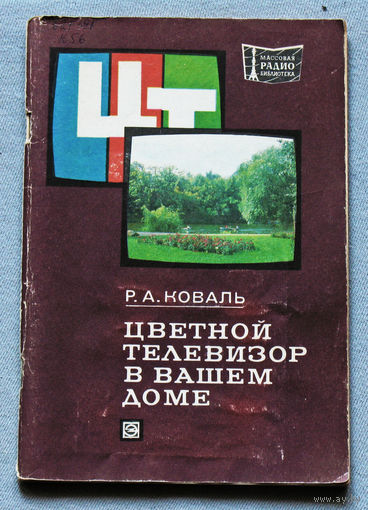 МАССОВАЯ
РАДИО
БИБЛИОТЕКА
ЦТ
Р.А.КОВАЛЬ
ЦВЕТНОЙ
ТЕЛЕВИЗОР
В ВАШЕМ
ДОМЕ